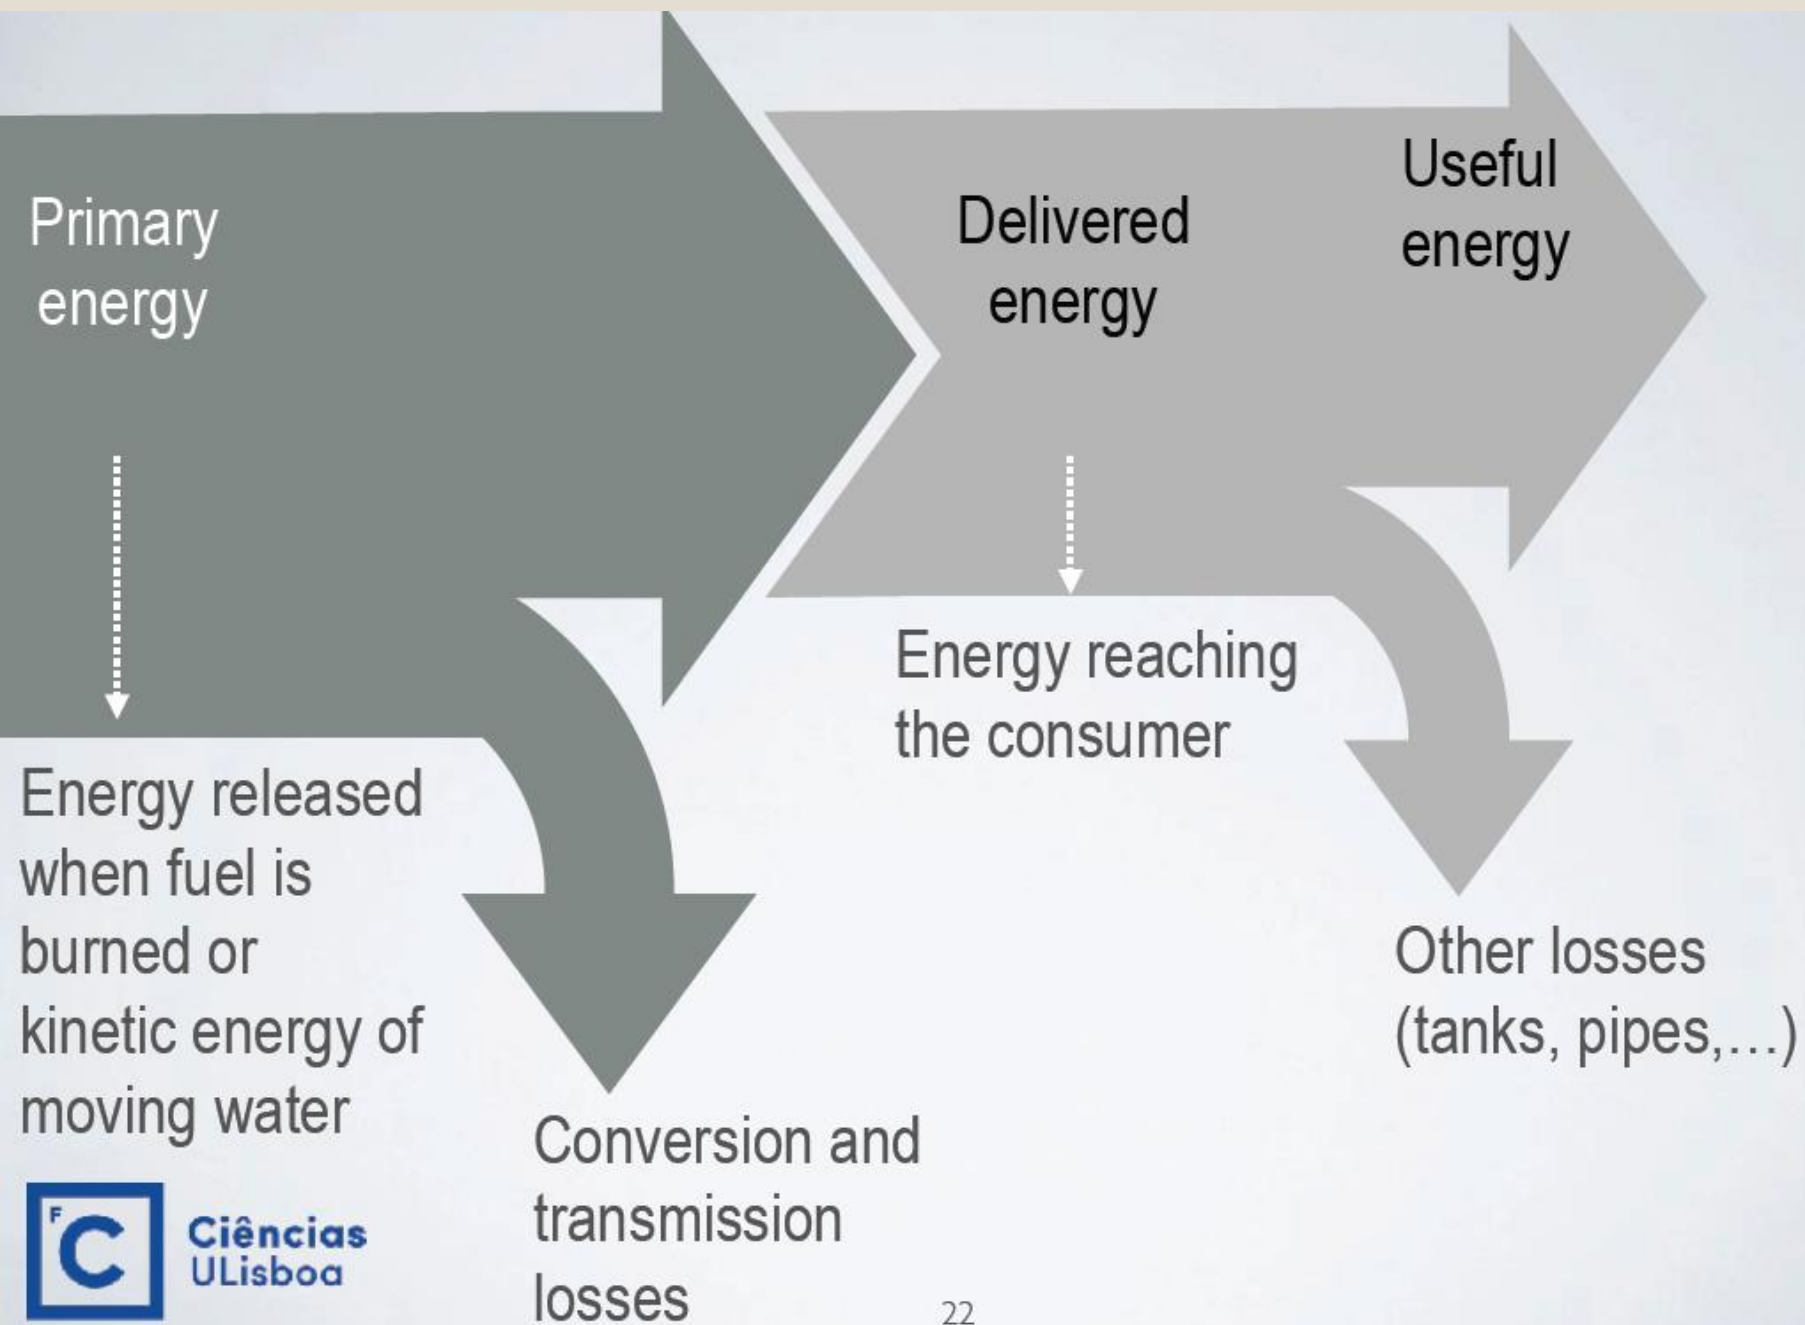 Primary
energy
Delivered
energy
Useful
energy
Energy released
when fuel is
burned or
kinetic energy of
moving water
Energy reaching
the consumer
Conversion and
transmission
losses
Other losses
(tanks, pipes,…)
F
C
Ciências
ULisboa
22